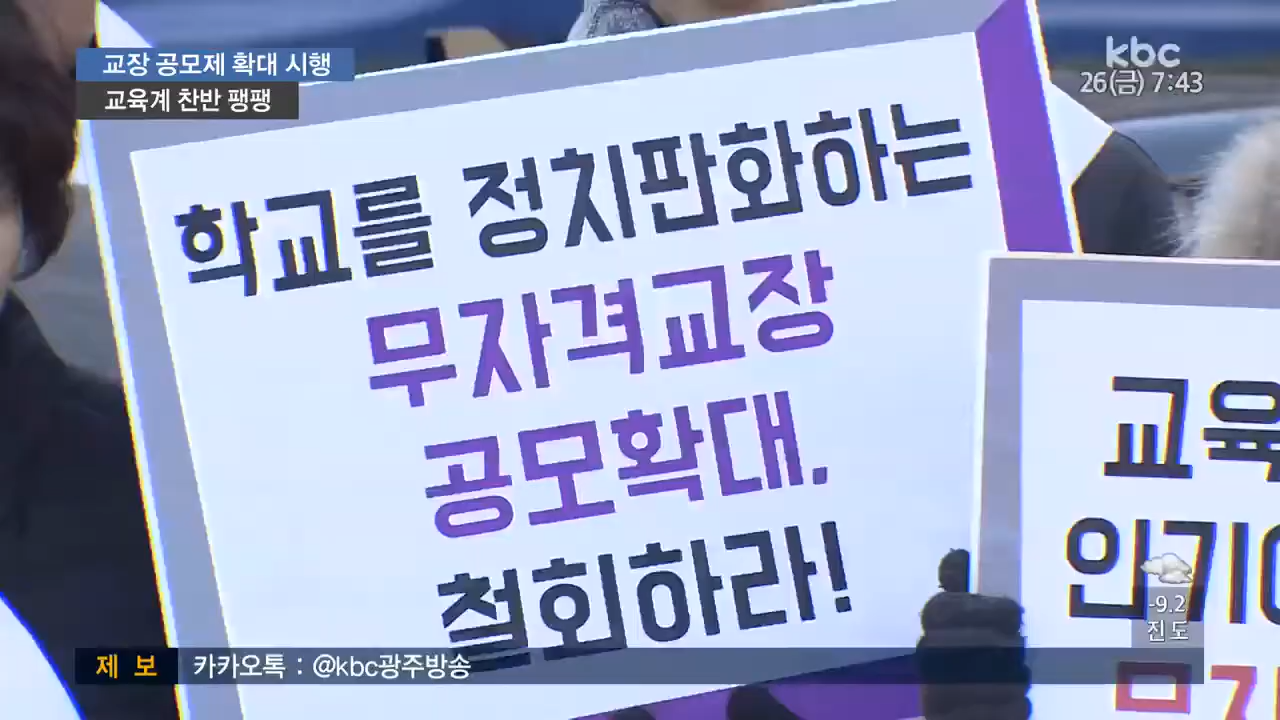 교장 공모제 확대 시행
교육계 찬반 팽팽
kbc
26(금) 7:43
학교를 정치판화하는
무자격교장
공모확대,
철회하라!
교육
인기
무자
-9.2
진도
제 보 카카오톡 : @kbc광주방송